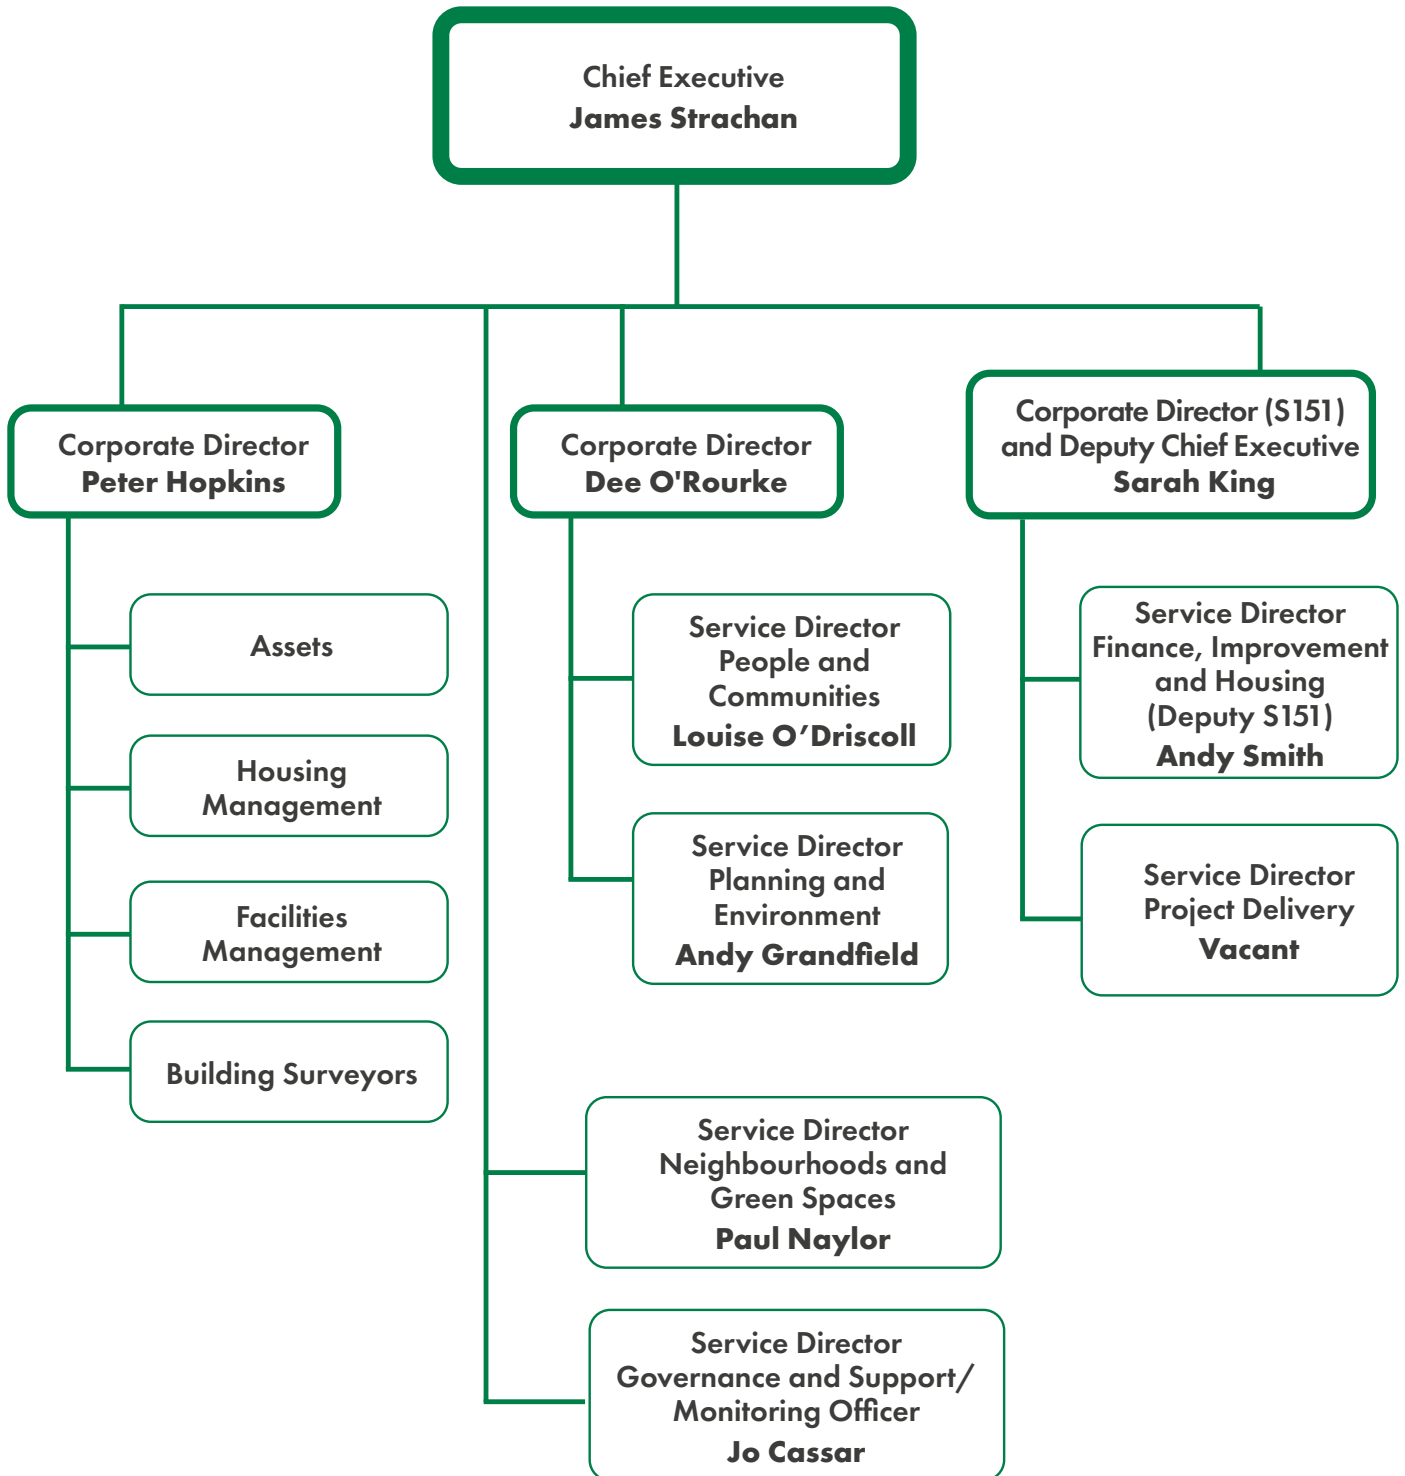 Chief Executive
James Strachan
Corporate Director
Peter Hopkins
Assets
Housing
Management
Facilities
Management
Building Surveyors
Corporate Director
Dee O'Rourke
Service Director
People and
Communities
Louise O’Driscoll
Service Director
Planning and
Environment
Andy Grandfield
Corporate Director (S151)
and Deputy Chief Executive
Sarah King
Service Director
Finance, Improvement
and Housing
(Deputy S151)
Andy Smith
Service Director
Project Delivery
Vacant
Service Director
Neighbourhoods and
Green Spaces
Paul Naylor
Service Director
Governance and Support/
Monitoring Officer
Jo Cassar